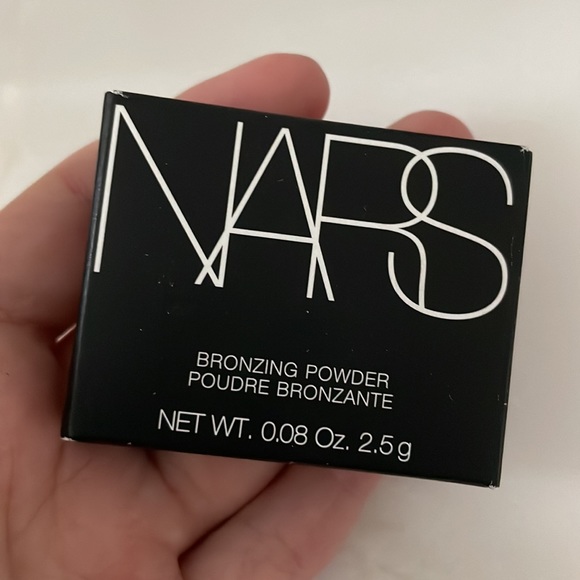 NARS
BRONZING POWDER
POUDRE BRONZANTE
NET WT. 0.08 Oz. 2.5 g